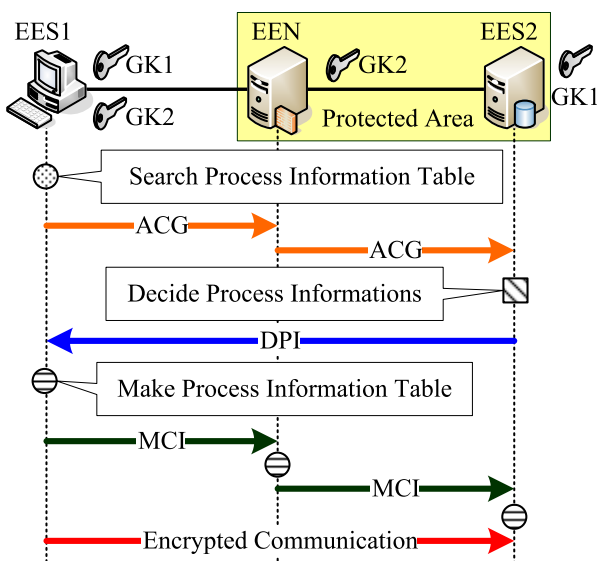 EES1
EEN
EES2
GK1
GK2
GK2
GK1
Protected Area
Search Process Information Table
ACG
ACG
Decide Process Informations
DPI
Make Process Information Table
MCI
MCI
Encrypted Communication